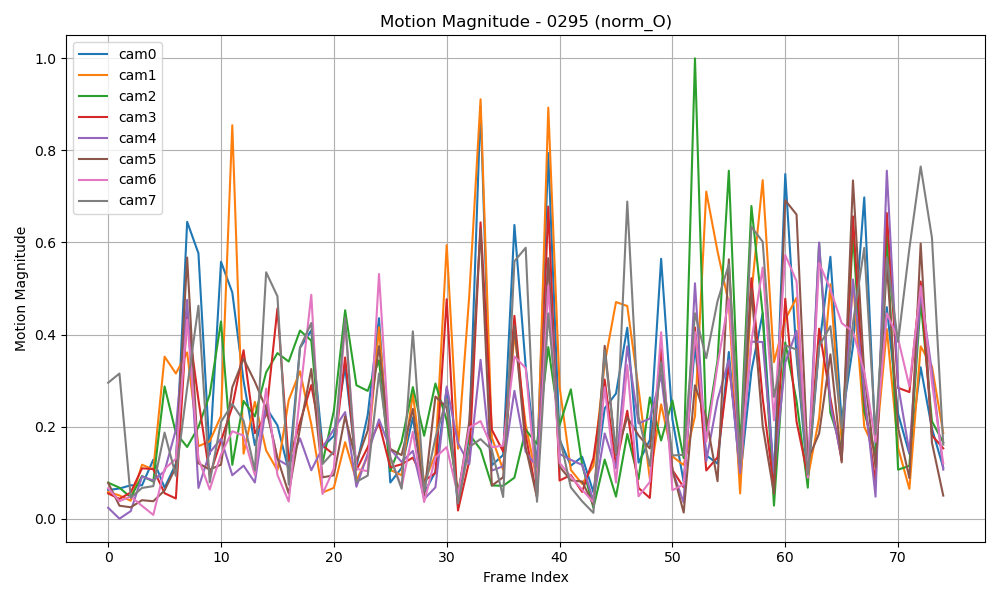 Motion Magnitude - 0295 (norm_O)
Motion Magnitude
1.0
0.8
0.6
0.4
0.2
0.0
cam0
cam1
cam2
cam3
cam4
cam5
cam6
cam7
0 10 20 30 40 50 60 70
Frame Index